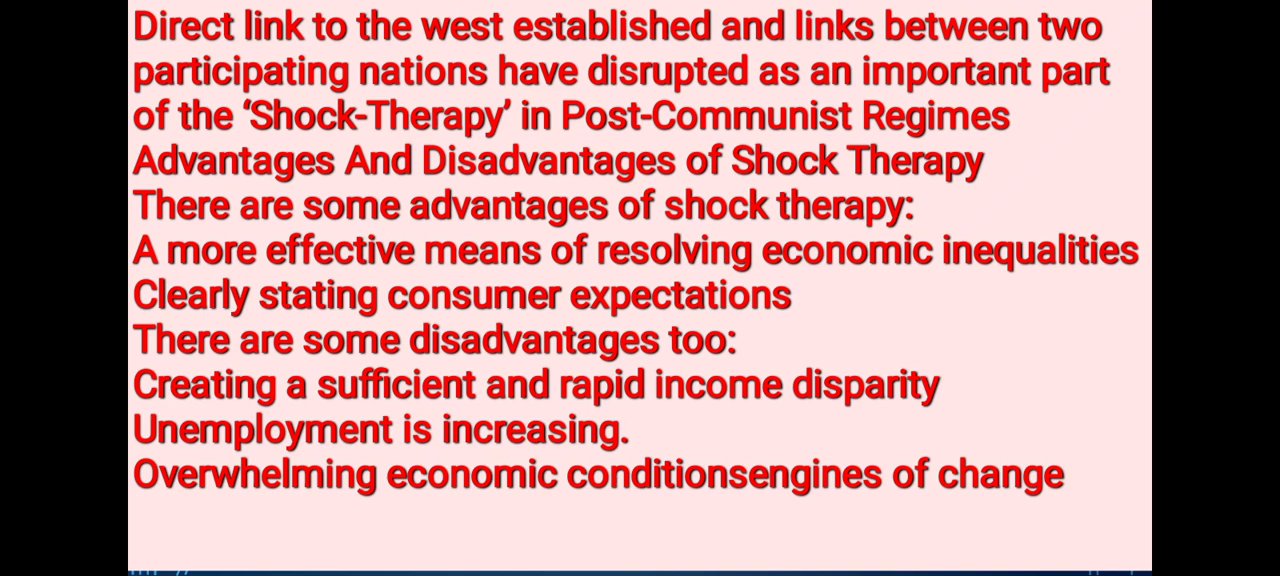 Direct link to the west established and links between two
participating nations have disrupted as an important part
of the ‘Shock-Therapy’ in Post-Communist Regimes
Advantages And Disadvantages of Shock Therapy
There are some advantages of shock therapy:
A more effective means of resolving economic inequalities
Clearly stating consumer expectations
There are some disadvantages too:
Creating a sufficient and rapid income disparity
Unemployment is increasing.
Overwhelming economic conditionsengines of change